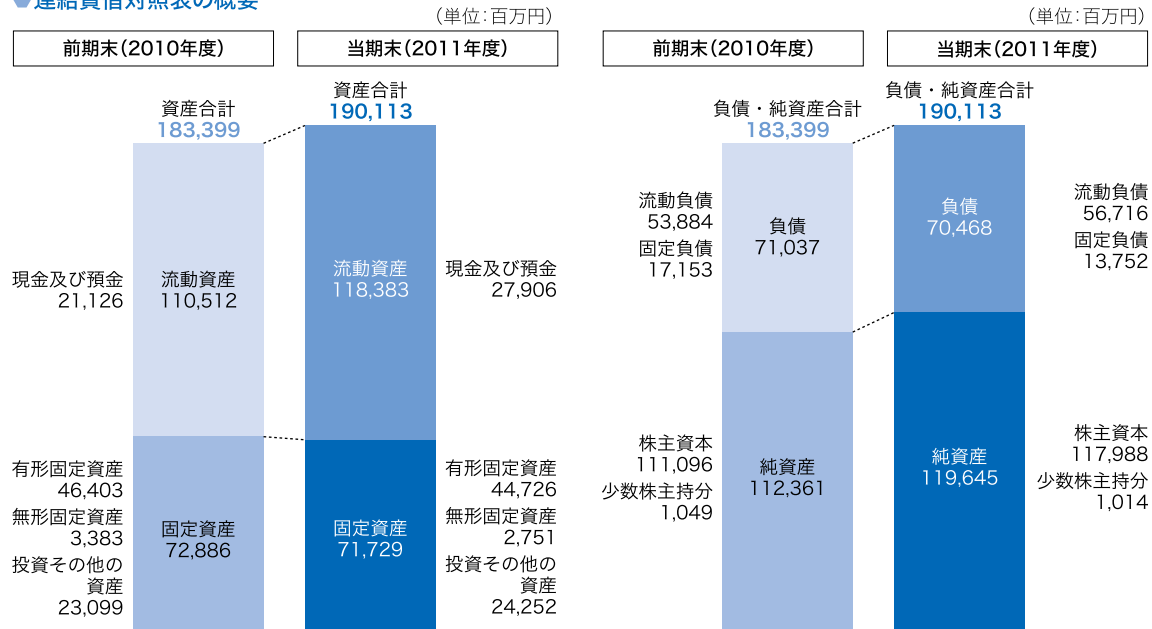 連結貸借対照表の概要
（単位：百万円）
前期末（2010年度）
当期末（2011年度）
資産合計
183,399
資産合計
190,113
現金及び預金
21,126
流動資産
110,512
流動資産
118,383
現金及び預金
27,906
有形固定資産
46,403
無形固定資産
3,383
投資その他の
資産
23,099
固定資産
72,886
固定資産
71,729
有形固定資産
44,726
無形固定資産
2,751
投資その他の
資産
24,252
（単位：百万円）
前期末（2010年度）
当期末（2011年度）
負債・純資産合計
183,399
負債・純資産合計
190,113
流動負債
53,884
固定負債
17,153
負債
71,037
負債
70,468
流動負債
56,716
固定負債
13,752
株主資本
111,096
少数株主持分
1,049
純資産
112,361
純資産
119,645
株主資本
117,988
少数株主持分
1,014